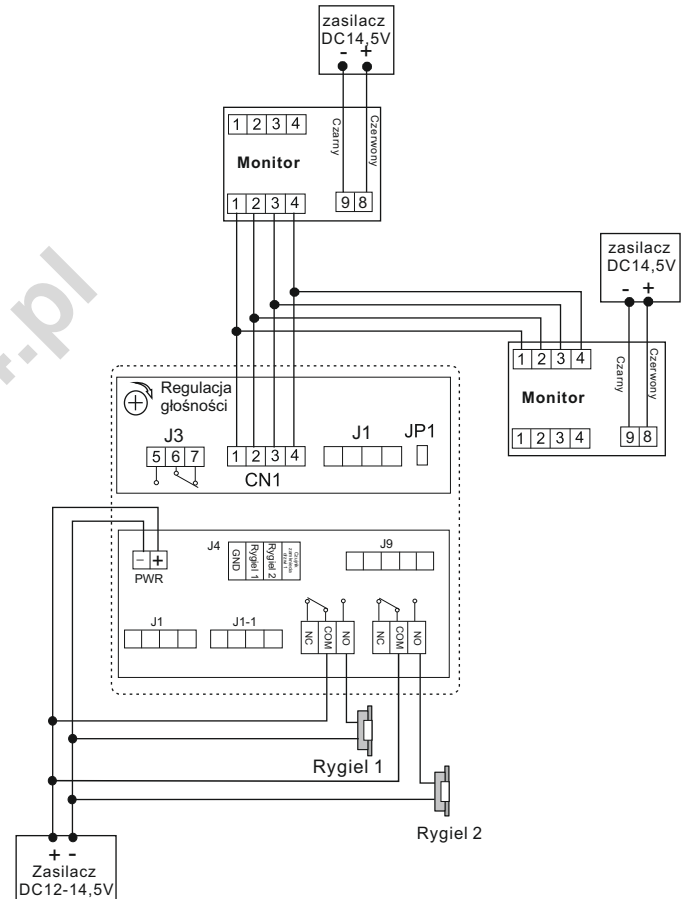 zasilacz
DC14,5V
- +
1 2 3 4
Czarny
Czerwony
Monitor
1 2 3 4
9 8
zasilacz
DC14,5V
- +
1 2 3 4
Czarny
Czerwony
Monitor
1 2 3 4
9 8
r.pl
Regulacja
głośności
J3
5 6 7
1 2 3 4
CN1
J1
JP1
- +
PWR
J4
GND
Rygiel 1
Rygiel 2
J9
J1
J1-1
NC
COM
NO
NC
COM
NO
Rygiel 1
Rygiel 2
+ -
Zasilacz
DC12-14,5V